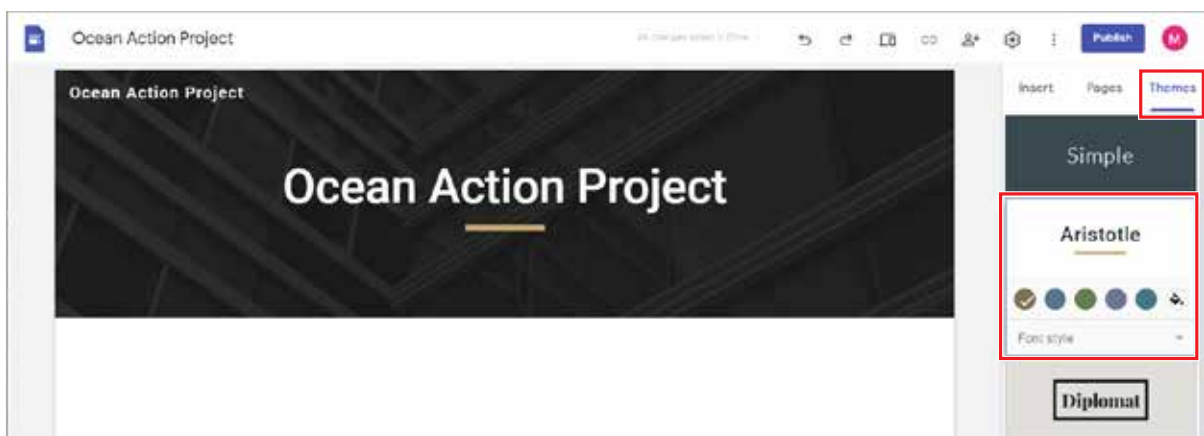 Ocean Action Project
Publish
M
Ocean Action Project
Insert Pages Themes
Ocean Action Project
Simple
Aristotle
Font style
Diplomat